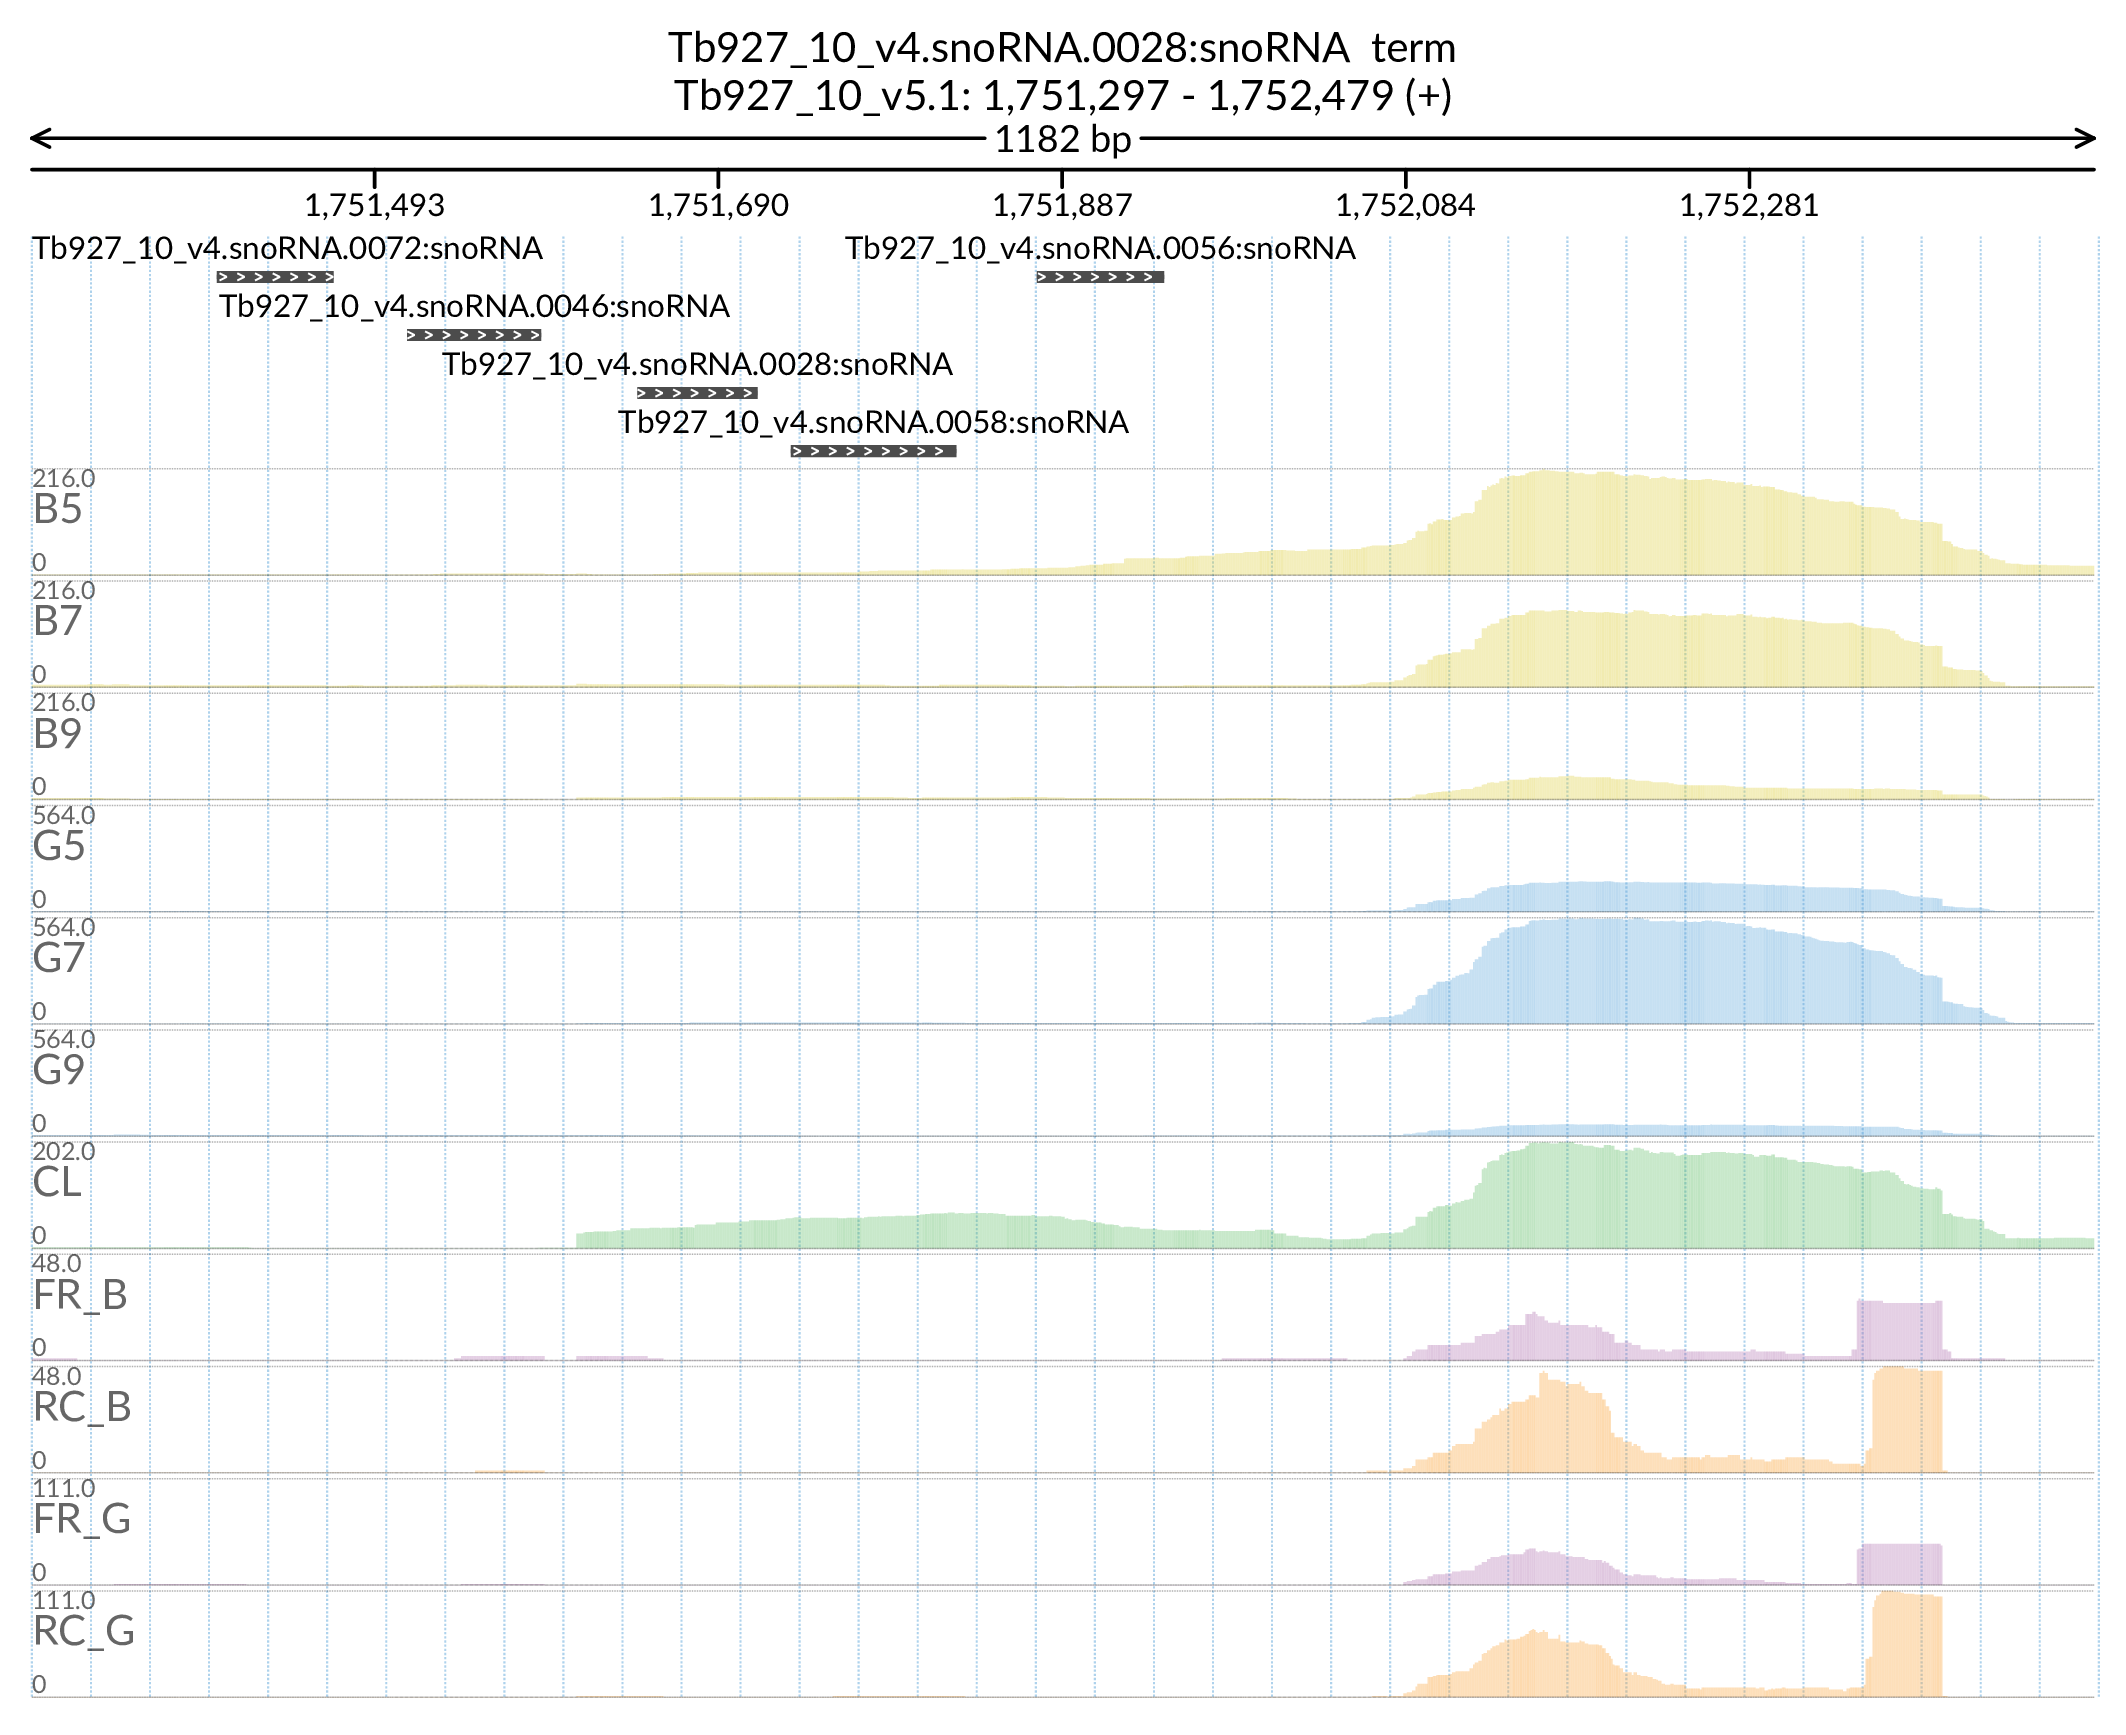 Tb927_10_v4.snoRNA.0028:snoRNA term
Tb927_10_v5.1: 1,751,297 - 1,752,479 (+)
1182 bp
1,751,493 1,751,690 1,751,887 1,752,084 1,752,281
Tb927_10_v4.snoRNA.0072:snoRNA Tb927_10_v4.snoRNA.0056:snoRNA
Tb927_10_v4.snoRNA.0046:snoRNA
Tb927_10_v4.snoRNA.0028:snoRNA
Tb927_10_v4.snoRNA.0058:snoRNA
216.0
B5
0
216.0
B7
0
216.0
B9
0
564.0
G5
0
564.0
G7
0
564.0
G9
0
202.0
CL
0
48.0
FR_B
0
48.0
RC_B
0
111.0
FR_G
0
111.0
RC_G
0